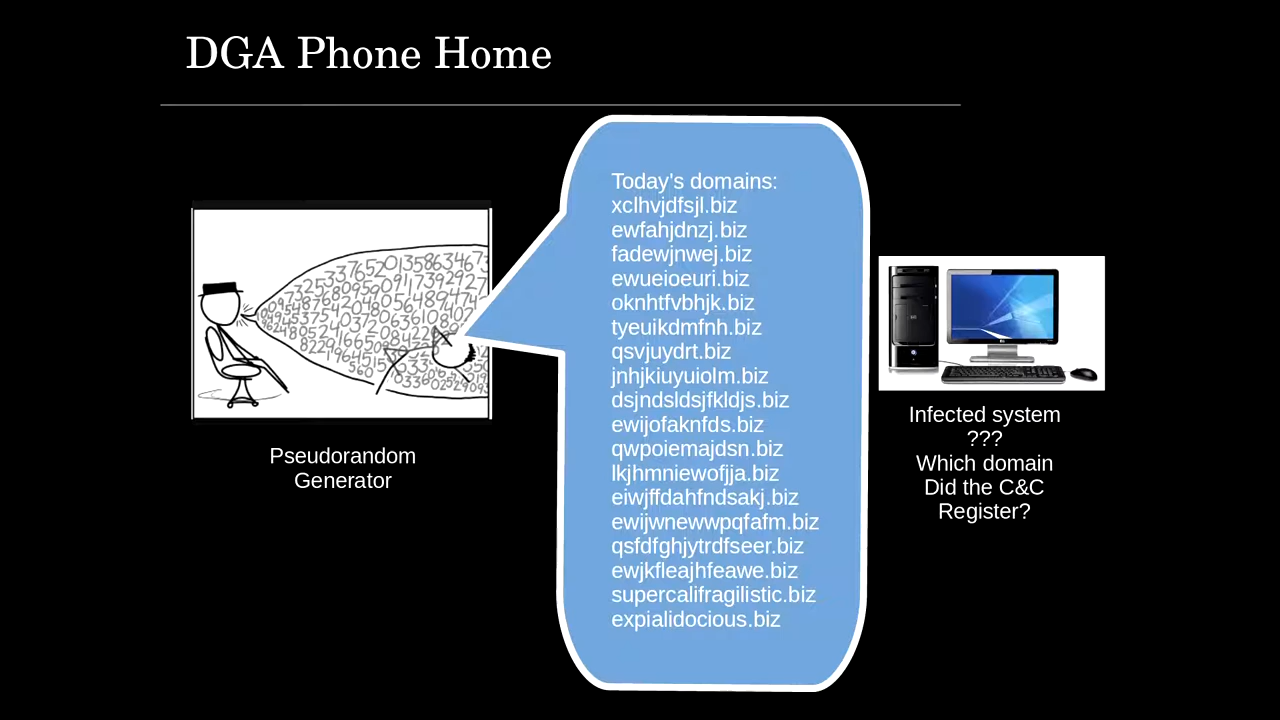 DGA Phone Home
Today's domains:
xclhvjdfsjl.biz
ewfahjdnzj.biz
fadewjnwej.biz
ewueioeuri.biz
oknhtfvbhjk.biz
tyeuikdmfnh.biz
qsvjuydrt.biz
jnhjkiuyuiolm.biz
dsjndsldsjfkldjs.biz
ewijofaknfds.biz
qwpoiemajdsn.biz
lkjhmniewofjja.biz
eiwjffdahfndsakj.biz
ewijwnewwpqfafm.biz
qsfdfghjytrdfseer.biz
ewjkfleajhfeawe.biz
supercalifragilistic.biz
expialidocious.biz
Pseudorandom
Generator
Infected system
???
Which domain
Did the C&C
Register?